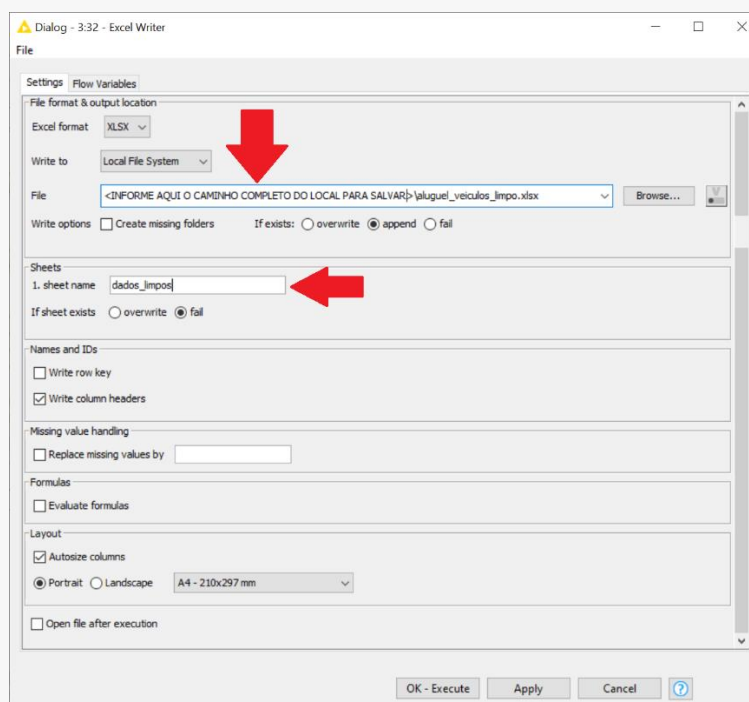 Dialog - 3:32 - Excel Writer
File
Settings Flow Variables
File format & output location
Excel format XLSX
Write to Local File System
File <INFORME AQUI O CAMINHO COMPLETO DO LOCAL PARA SALVAR>\aluguel_veiculos_limpo.xlsx Browse...
Write options Create missing folders If exists: overwrite append fail
Sheets
1. sheet name dados_limpos
If sheet exists overwrite fail
Names and IDs
Write row key
Write column headers
Missing value handling
Replace missing values by
Formulas
Evaluate formulas
Layout
Autosize columns
Portrait Landscape A4 - 210x297 mm
Open file after execution
OK - Execute Apply Cancel ?